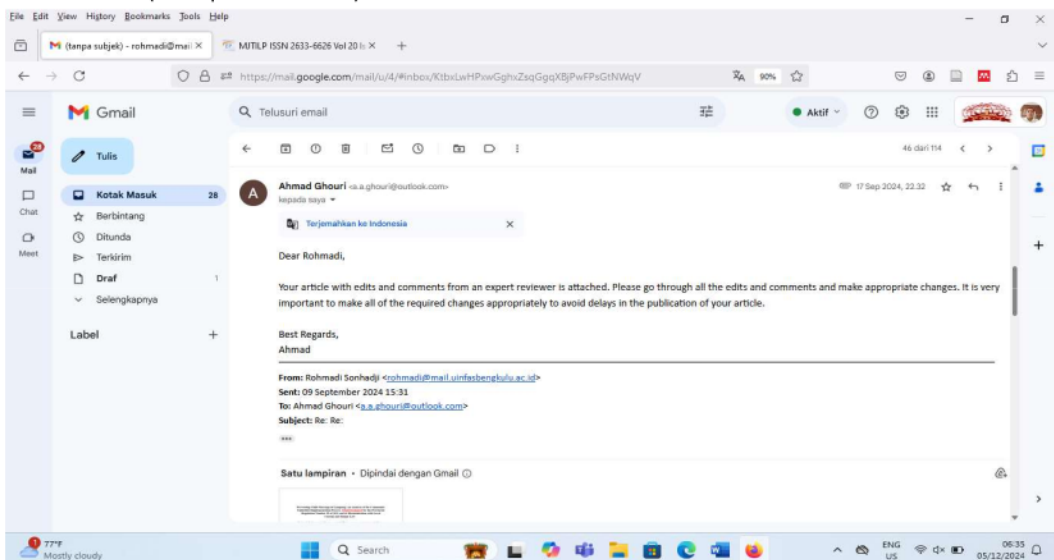 File Edit View History Bookmarks Tools Help
(tanpa subjek) - rohmadi@mail ×
MJTILP ISSN 2633-6626 Vol 20 Is ×
https://mail.google.com/mail/u/4/#inbox/KtbxLwHPxwGghxZsqGgqXBjPwFPsGtNWqV
90%
Gmail
Telusuri email
Aktif
28
Mail
Chat
Meet
Tulis
Kotak Masuk 28
Berbintang
Ditunda
Terkirim
Draf 1
Selengkapnya
Label +
46 dari 114
Ahmad Ghouri <a.a.ghouri@outlook.com>
17 Sep 2024, 22.32
kepada saya
Terjemahkan ke Indonesia ×
Dear Rohmadi,
Your article with edits and comments from an expert reviewer is attached. Please go through all the edits and comments and make appropriate changes. It is very
important to make all of the required changes appropriately to avoid delays in the publication of your article.
Best Regards,
Ahmad
From: Rohmadi Sonhadji <rohmadi@mail.uinfasbengkulu.ac.id>
Sent: 09 September 2024 15:31
To: Ahmad Ghouri <a.a.ghouri@outlook.com>
Subject: Re: Re:
Satu lampiran • Dipindai dengan Gmail
1
77°F
Mostly cloudy
Search
ENG
US
06:35
05/12/2024